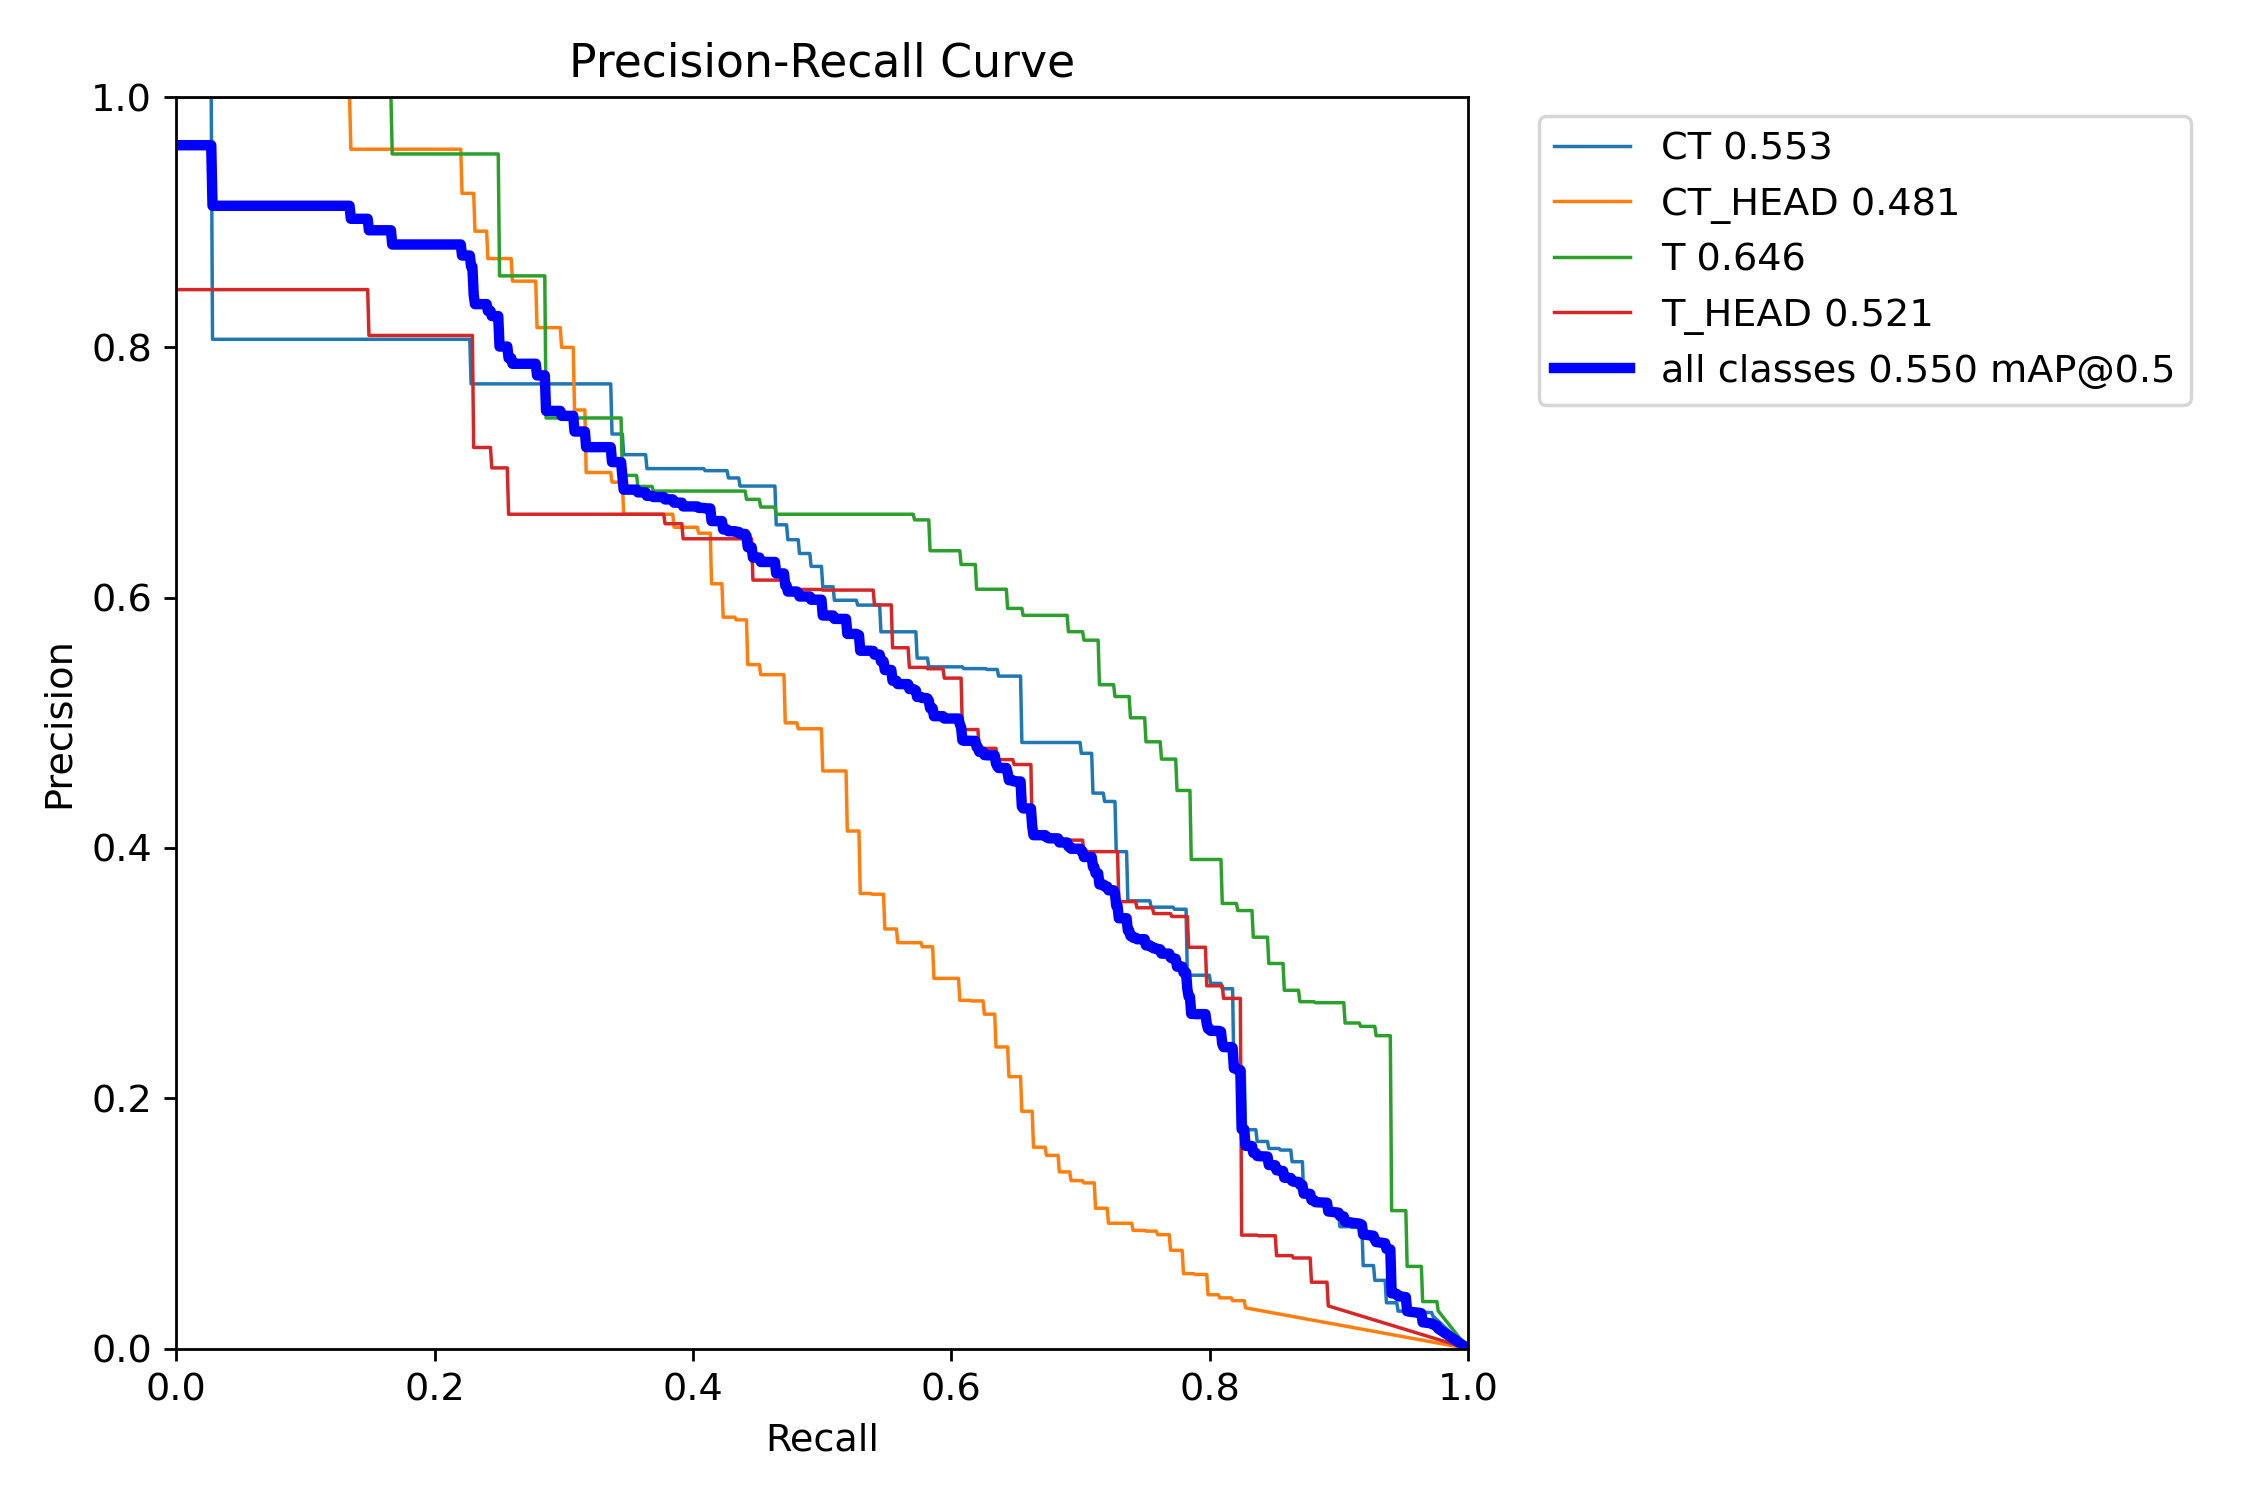 Precision-Recall Curve
1.0
0.8
0.6
0.4
0.2
0.0
Precision
0.0 0.2 0.4 0.6 0.8 1.0
Recall
CT 0.553
CT_HEAD 0.481
T 0.646
T_HEAD 0.521
all classes 0.550 mAP@0.5